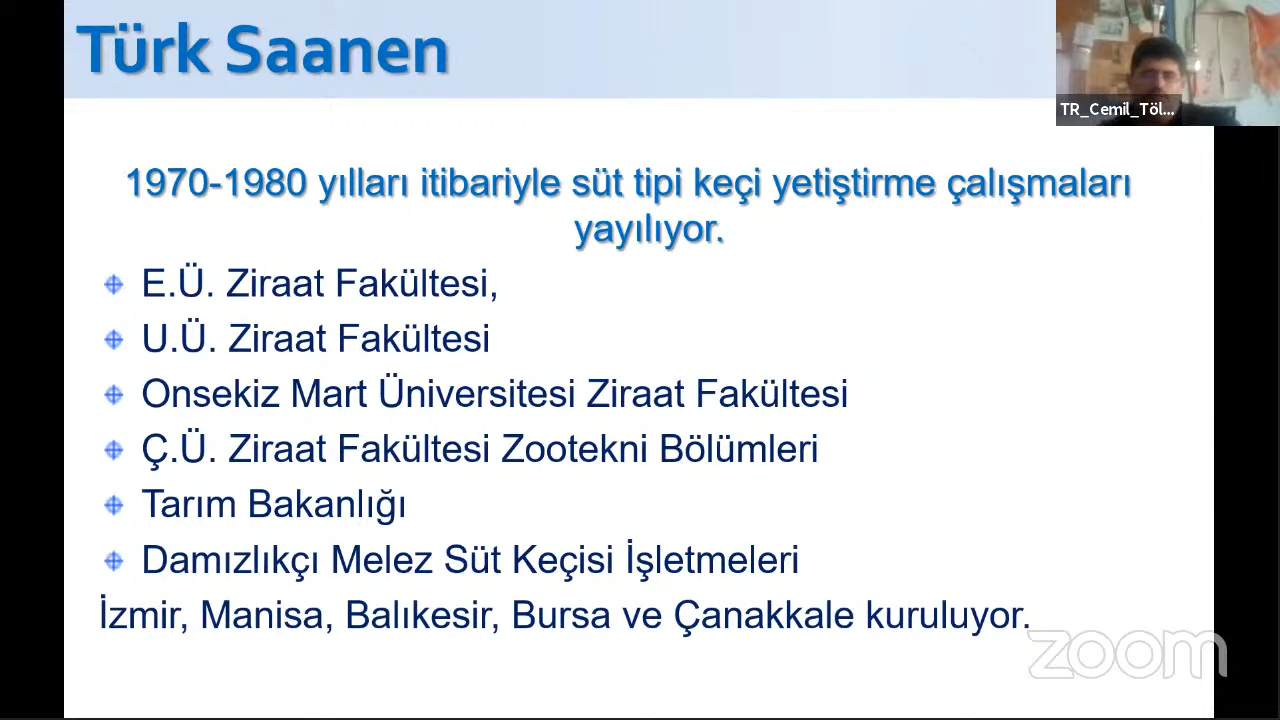 Türk Saanen
TR_Cemil_Töl...
1970-1980 yılları itibariyle süt tipi keçi yetiştirme çalışmaları
yayılıyor.
E.Ü. Ziraat Fakültesi,
U.Ü. Ziraat Fakültesi
Onsekiz Mart Üniversitesi Ziraat Fakültesi
Ç.Ü. Ziraat Fakültesi Zootekni Bölümleri
Tarım Bakanlığı
Damızlıkçı Melez Süt Keçisi İşletmeleri
İzmir, Manisa, Balıkesir, Bursa ve Çanakkale kuruluyor.
zoom